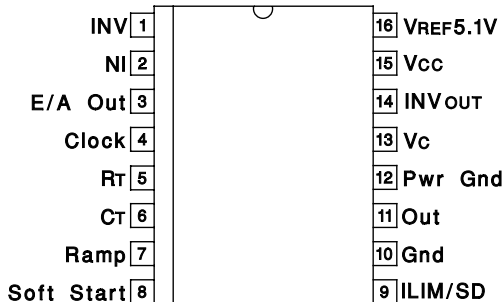 INV 1
NI 2
E/A Out 3
Clock 4
RT 5
CT 6
Ramp 7
Soft Start 8
16 VREF5.1V
15 VCC
14 INVOUT
13 VC
12 Pwr Gnd
11 Out
10 Gnd
9 ILIM/SD